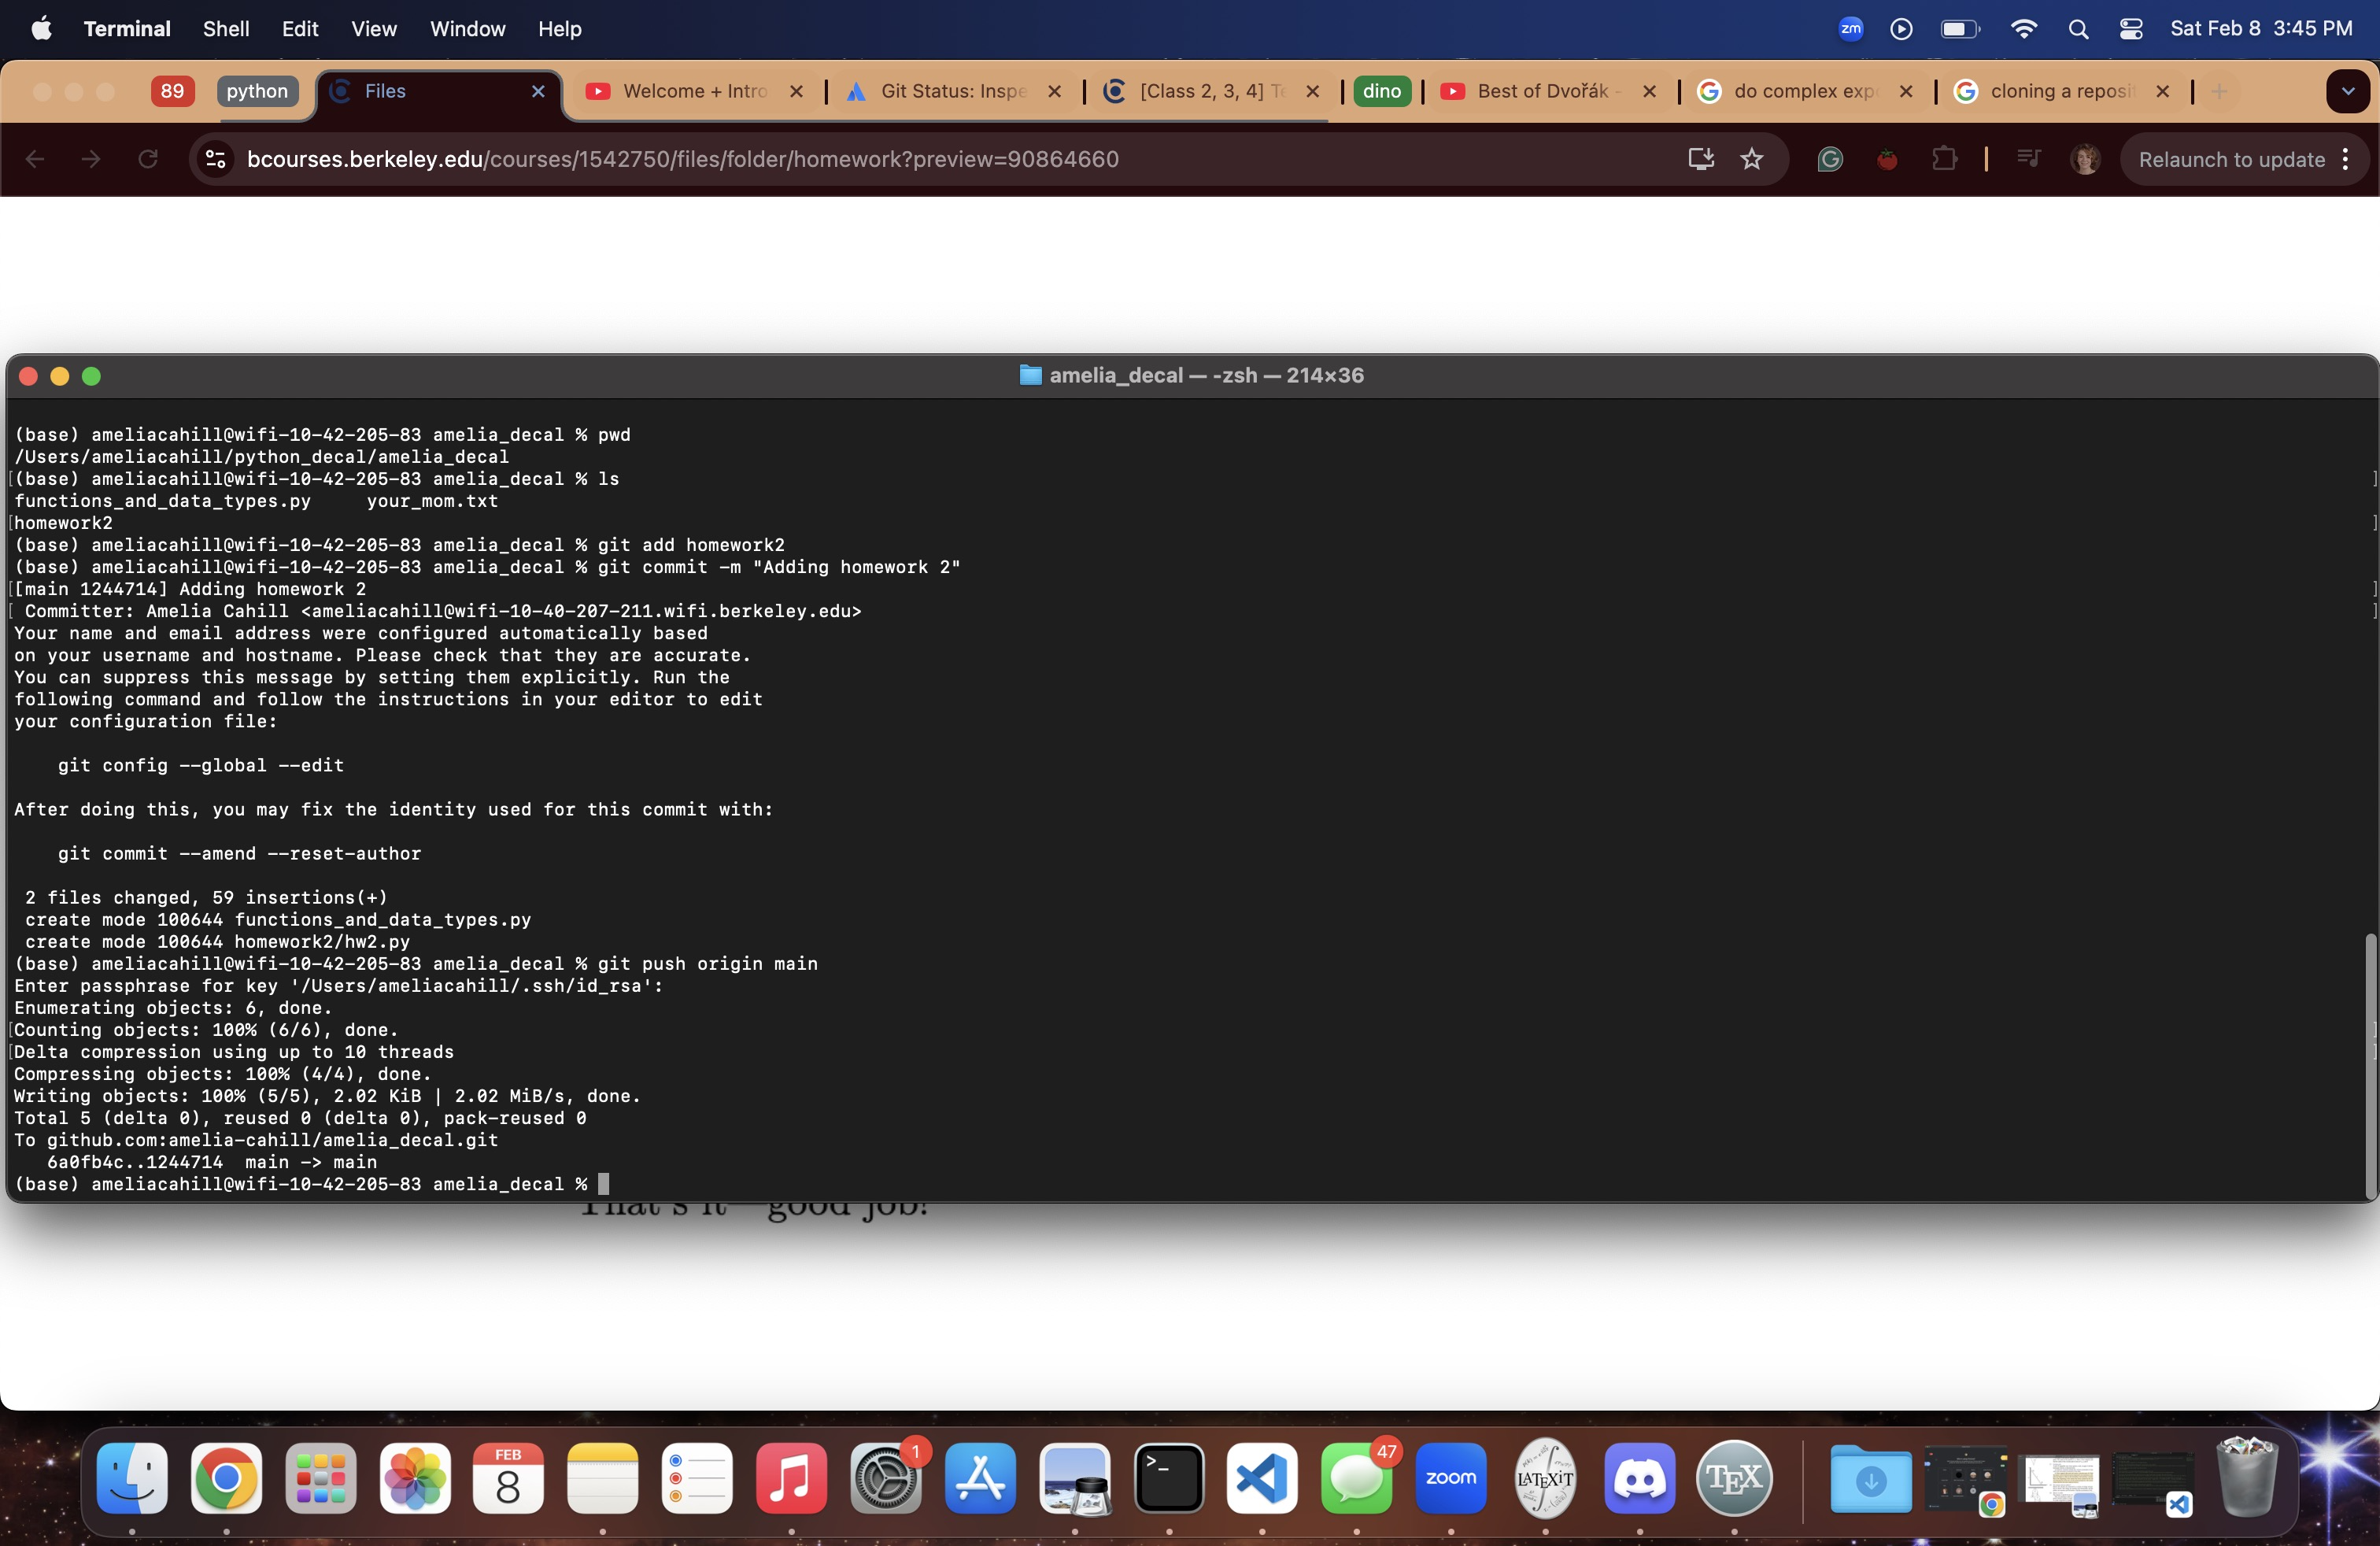 Terminal Shell Edit View Window Help zm Sat Feb 8 3:45 PM
89 python Files Welcome + Intro Git Status: Inspe [Class 2, 3, 4] Te dino Best of Dvořák - do complex exp cloning a reposi
bcourses.berkeley.edu/courses/1542750/files/folder/homework?preview=90864660 Relaunch to update
amelia_decal — -zsh — 214×36
(base) ameliacahill@wifi-10-42-205-83 amelia_decal % pwd
/Users/ameliacahill/python_decal/amelia_decal
[(base) ameliacahill@wifi-10-42-205-83 amelia_decal % ls ]
functions_and_data_types.py your_mom.txt
[homework2 ]
(base) ameliacahill@wifi-10-42-205-83 amelia_decal % git add homework2
(base) ameliacahill@wifi-10-42-205-83 amelia_decal % git commit -m "Adding homework 2"
[[main 1244714] Adding homework 2 ]
[ Committer: Amelia Cahill <ameliacahill@wifi-10-40-207-211.wifi.berkeley.edu> ]
Your name and email address were configured automatically based
on your username and hostname. Please check that they are accurate.
You can suppress this message by setting them explicitly. Run the
following command and follow the instructions in your editor to edit
your configuration file:
git config --global --edit
After doing this, you may fix the identity used for this commit with:
git commit --amend --reset-author
2 files changed, 59 insertions(+)
create mode 100644 functions_and_data_types.py
create mode 100644 homework2/hw2.py
(base) ameliacahill@wifi-10-42-205-83 amelia_decal % git push origin main
Enter passphrase for key '/Users/ameliacahill/.ssh/id_rsa':
Enumerating objects: 6, done.
[Counting objects: 100% (6/6), done. ]
[Delta compression using up to 10 threads ]
Compressing objects: 100% (4/4), done.
Writing objects: 100% (5/5), 2.02 KiB | 2.02 MiB/s, done.
Total 5 (delta 0), reused 0 (delta 0), pack-reused 0
To github.com:amelia-cahill/amelia_decal.git
6a0fb4c..1244714 main -> main
(base) ameliacahill@wifi-10-42-205-83 amelia_decal %
That's it—good job!
FEB 1 47
8 >_ zoom LATEXiT TEX